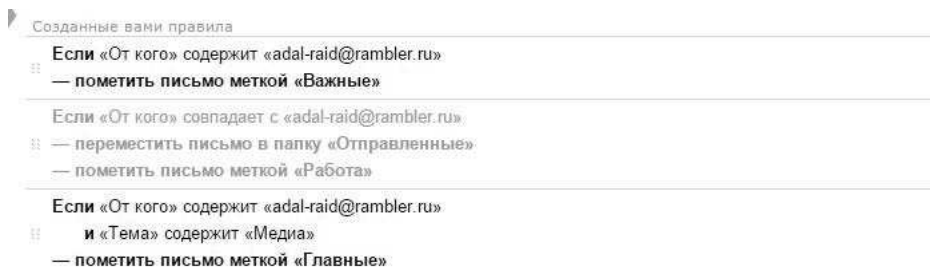 Созданные вами правила
Если «От кого» содержит «adal-raid@rambler.ru»
— пометить письмо меткой «Важные»
Если «От кого» совпадает с «adal-raid@rambler.ru»
— переместить письмо в папку «Отправленные»
— пометить письмо меткой «Работа»
Если «От кого» содержит «adal-raid@rambler.ru»
и «Тема» содержит «Медиа»
— пометить письмо меткой «Главные»